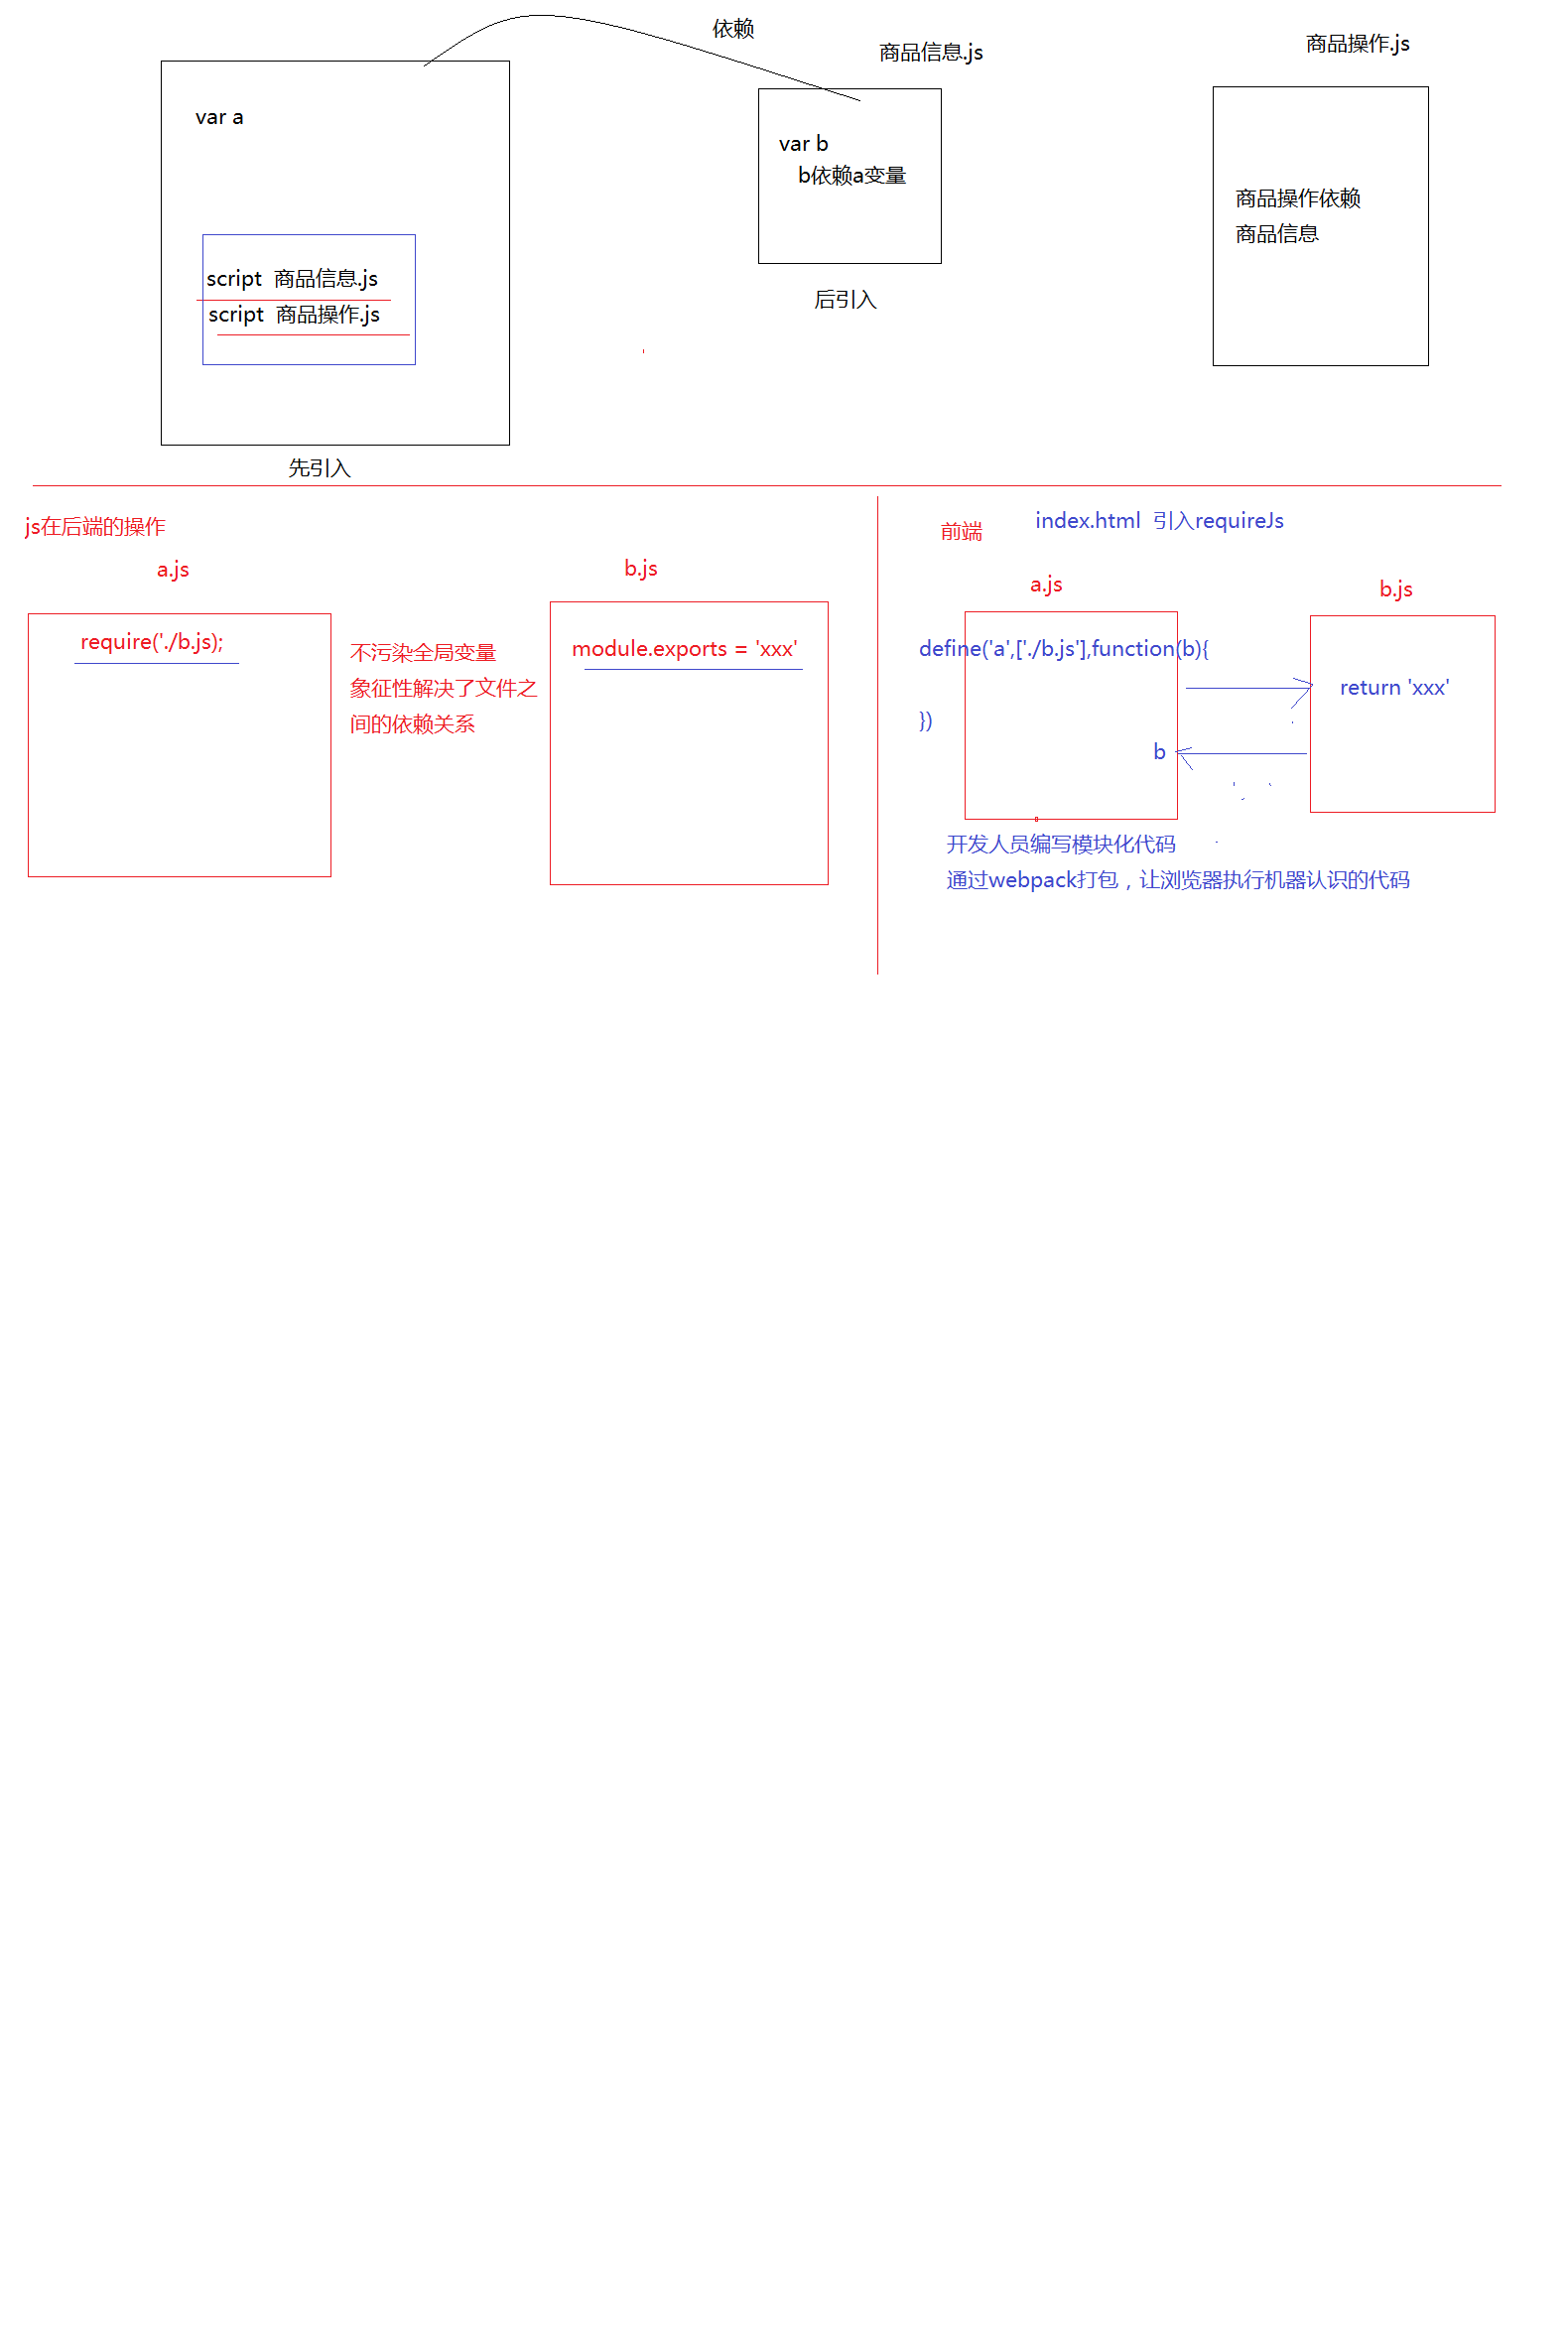 依赖
商品信息.js
商品操作.js
var a
var b
b依赖a变量
商品操作依赖
商品信息
script  商品信息.js
script  商品操作.js
后引入
先引入
js在后端的操作
a.js
b.js
require('./b.js);
不污染全局变量
象征性解决了文件之
间的依赖关系
module.exports = 'xxx'
前端
index.html  引入requireJs
a.js
b.js
define('a',['./b.js'],function(b){
return 'xxx'
})
b
开发人员编写模块化代码
通过webpack打包，让浏览器执行机器认识的代码